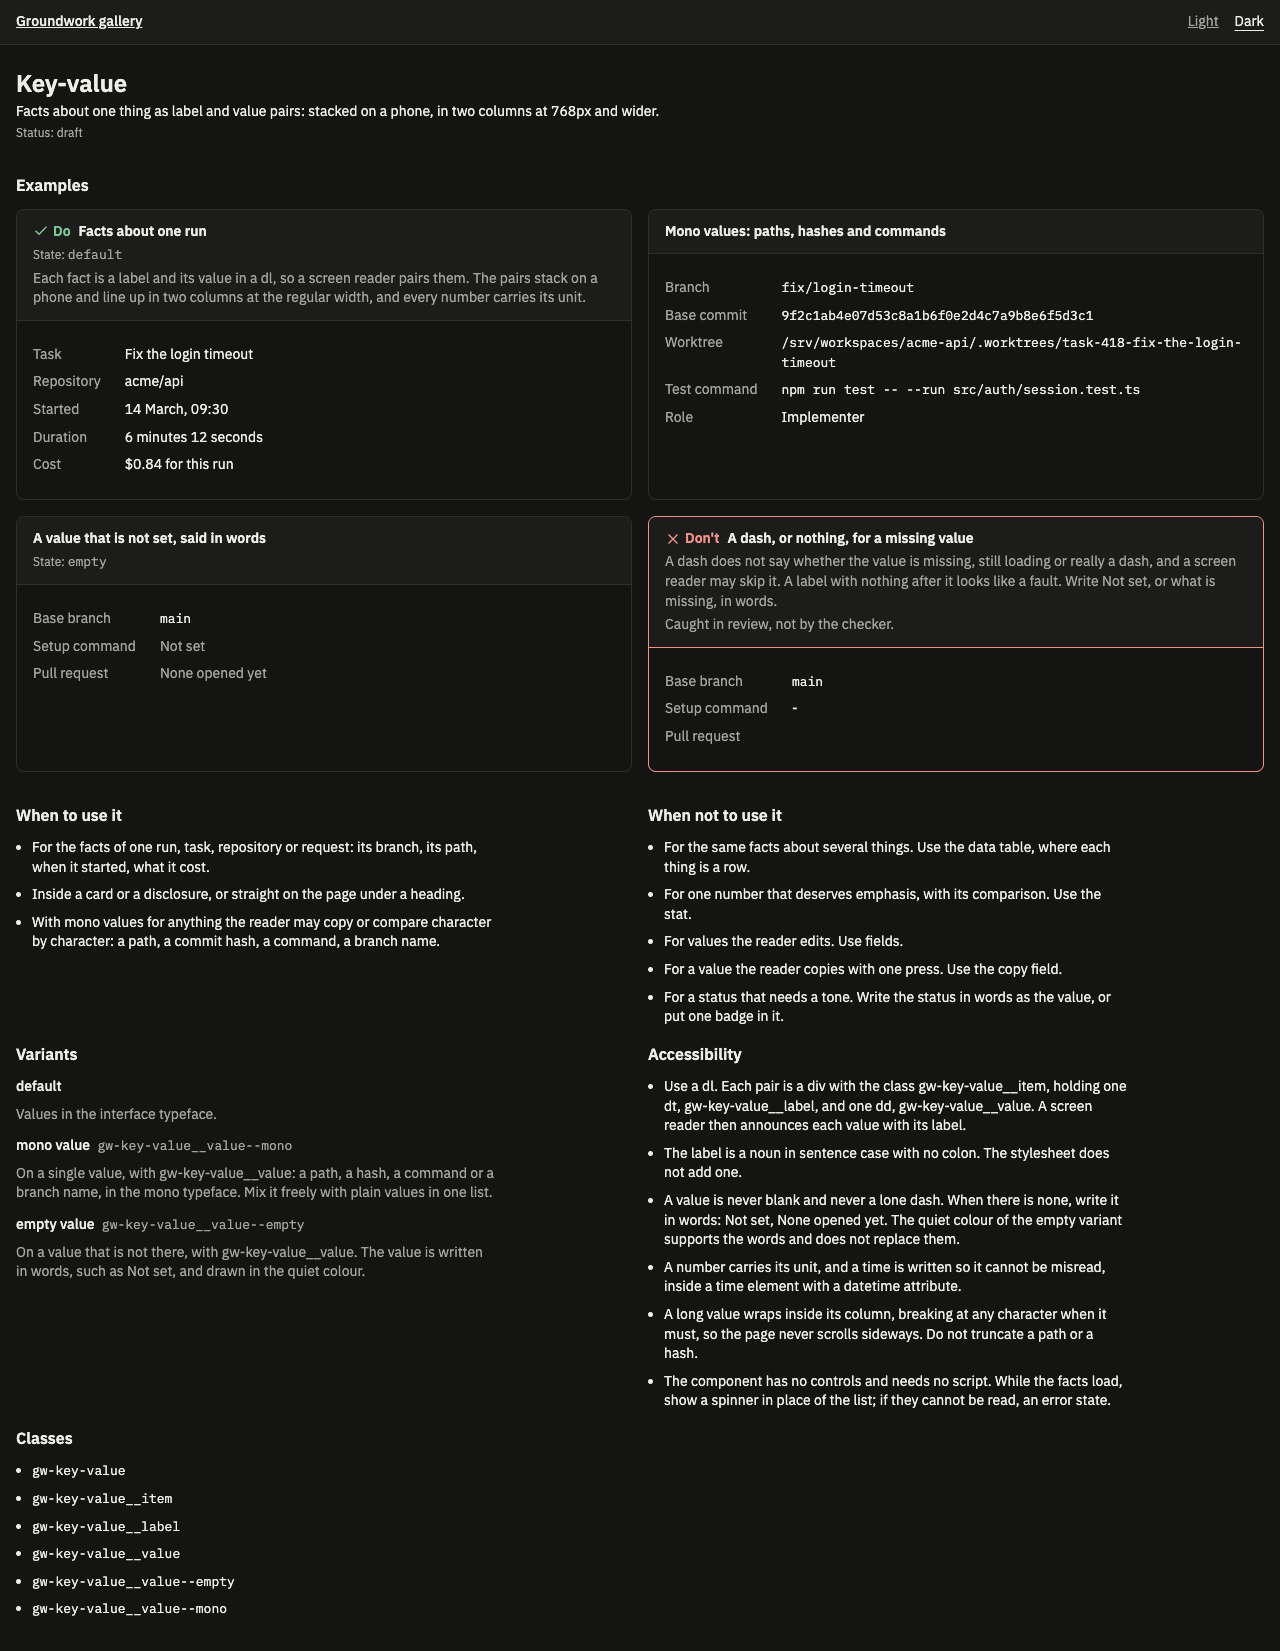 Groundwork gallery
Light Dark
Key-value
Facts about one thing as label and value pairs: stacked on a phone, in two columns at 768px and wider.
Status: draft
Examples
Do Facts about one run
State: default
Each fact is a label and its value in a dl, so a screen reader pairs them. The pairs stack on a
phone and line up in two columns at the regular width, and every number carries its unit.
Task Fix the login timeout
Repository acme/api
Started 14 March, 09:30
Duration 6 minutes 12 seconds
Cost $0.84 for this run
Mono values: paths, hashes and commands
Branch fix/login-timeout
Base commit 9f2c1ab4e07d53c8a1b6f0e2d4c7a9b8e6f5d3c1
Worktree /srv/workspaces/acme-api/.worktrees/task-418-fix-the-login-
timeout
Test command npm run test -- --run src/auth/session.test.ts
Role Implementer
A value that is not set, said in words
State: empty
Base branch main
Setup command Not set
Pull request None opened yet
Don't A dash, or nothing, for a missing value
A dash does not say whether the value is missing, still loading or really a dash, and a screen
reader may skip it. A label with nothing after it looks like a fault. Write Not set, or what is
missing, in words.
Caught in review, not by the checker.
Base branch main
Setup command -
Pull request
When to use it
• For the facts of one run, task, repository or request: its branch, its path,
when it started, what it cost.
• Inside a card or a disclosure, or straight on the page under a heading.
• With mono values for anything the reader may copy or compare character
by character: a path, a commit hash, a command, a branch name.
When not to use it
• For the same facts about several things. Use the data table, where each
thing is a row.
• For one number that deserves emphasis, with its comparison. Use the
stat.
• For values the reader edits. Use fields.
• For a value the reader copies with one press. Use the copy field.
• For a status that needs a tone. Write the status in words as the value, or
put one badge in it.
Variants
default
Values in the interface typeface.
mono value gw-key-value__value--mono
On a single value, with gw-key-value__value: a path, a hash, a command or a
branch name, in the mono typeface. Mix it freely with plain values in one list.
empty value gw-key-value__value--empty
On a value that is not there, with gw-key-value__value. The value is written
in words, such as Not set, and drawn in the quiet colour.
Accessibility
• Use a dl. Each pair is a div with the class gw-key-value__item, holding one
dt, gw-key-value__label, and one dd, gw-key-value__value. A screen
reader then announces each value with its label.
• The label is a noun in sentence case with no colon. The stylesheet does
not add one.
• A value is never blank and never a lone dash. When there is none, write it
in words: Not set, None opened yet. The quiet colour of the empty variant
supports the words and does not replace them.
• A number carries its unit, and a time is written so it cannot be misread,
inside a time element with a datetime attribute.
• A long value wraps inside its column, breaking at any character when it
must, so the page never scrolls sideways. Do not truncate a path or a
hash.
• The component has no controls and needs no script. While the facts load,
show a spinner in place of the list; if they cannot be read, an error state.
Classes
• gw-key-value
• gw-key-value__item
• gw-key-value__label
• gw-key-value__value
• gw-key-value__value--empty
• gw-key-value__value--mono